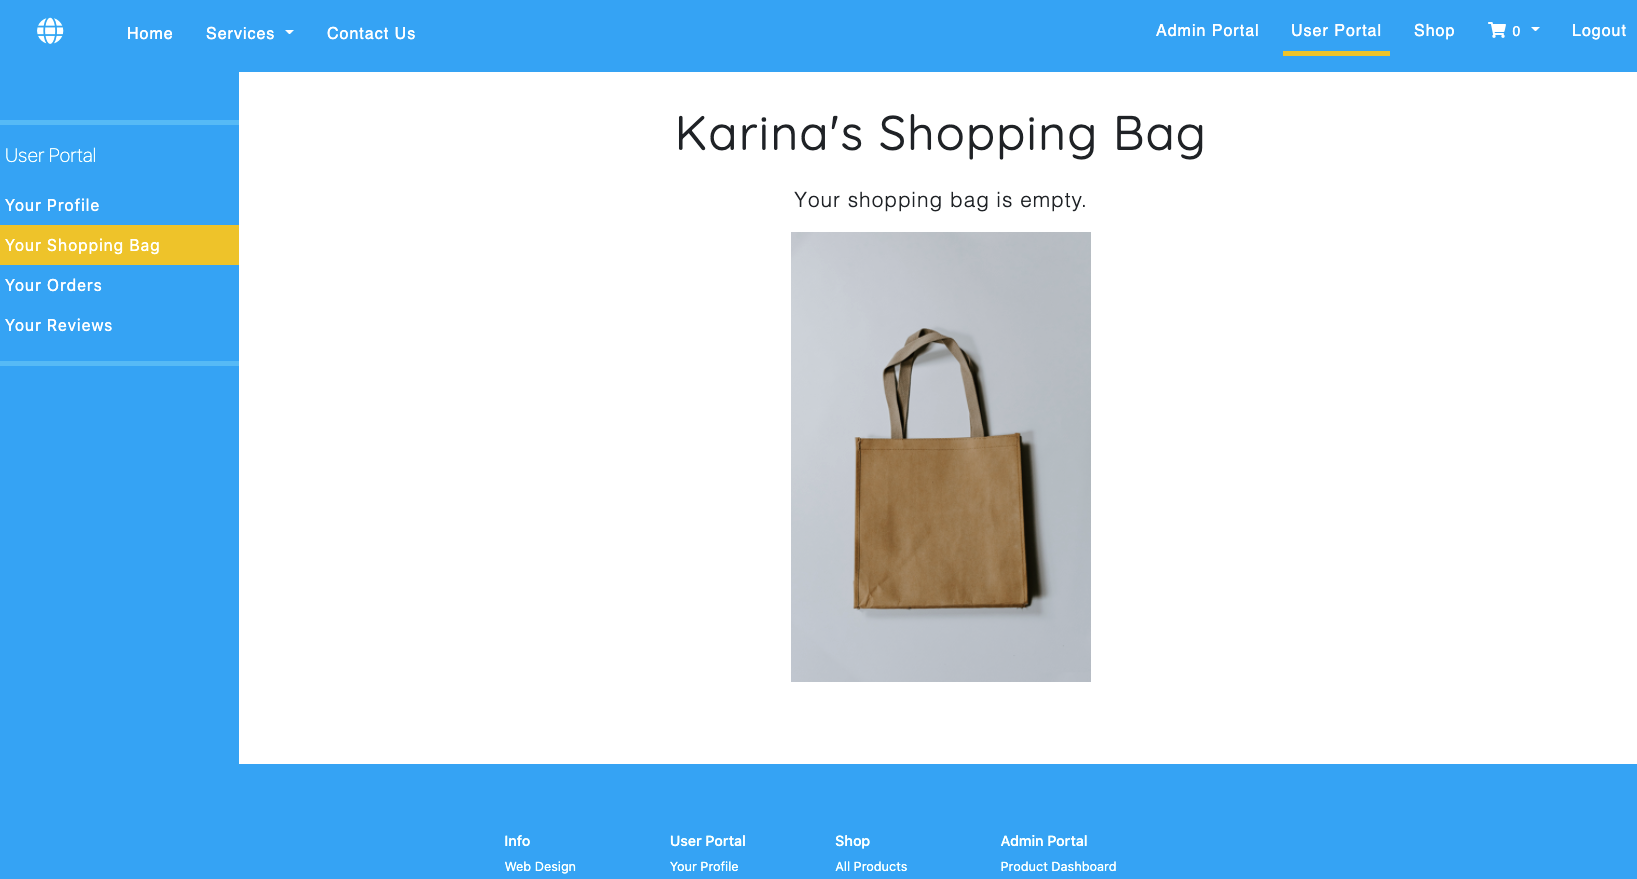 Home Services Contact Us Admin Portal User Portal Shop 0 Logout
User Portal
Your Profile
Your Shopping Bag
Your Orders
Your Reviews
Karina's Shopping Bag
Your shopping bag is empty.
Info User Portal Shop Admin Portal
Web Design Your Profile All Products Product Dashboard